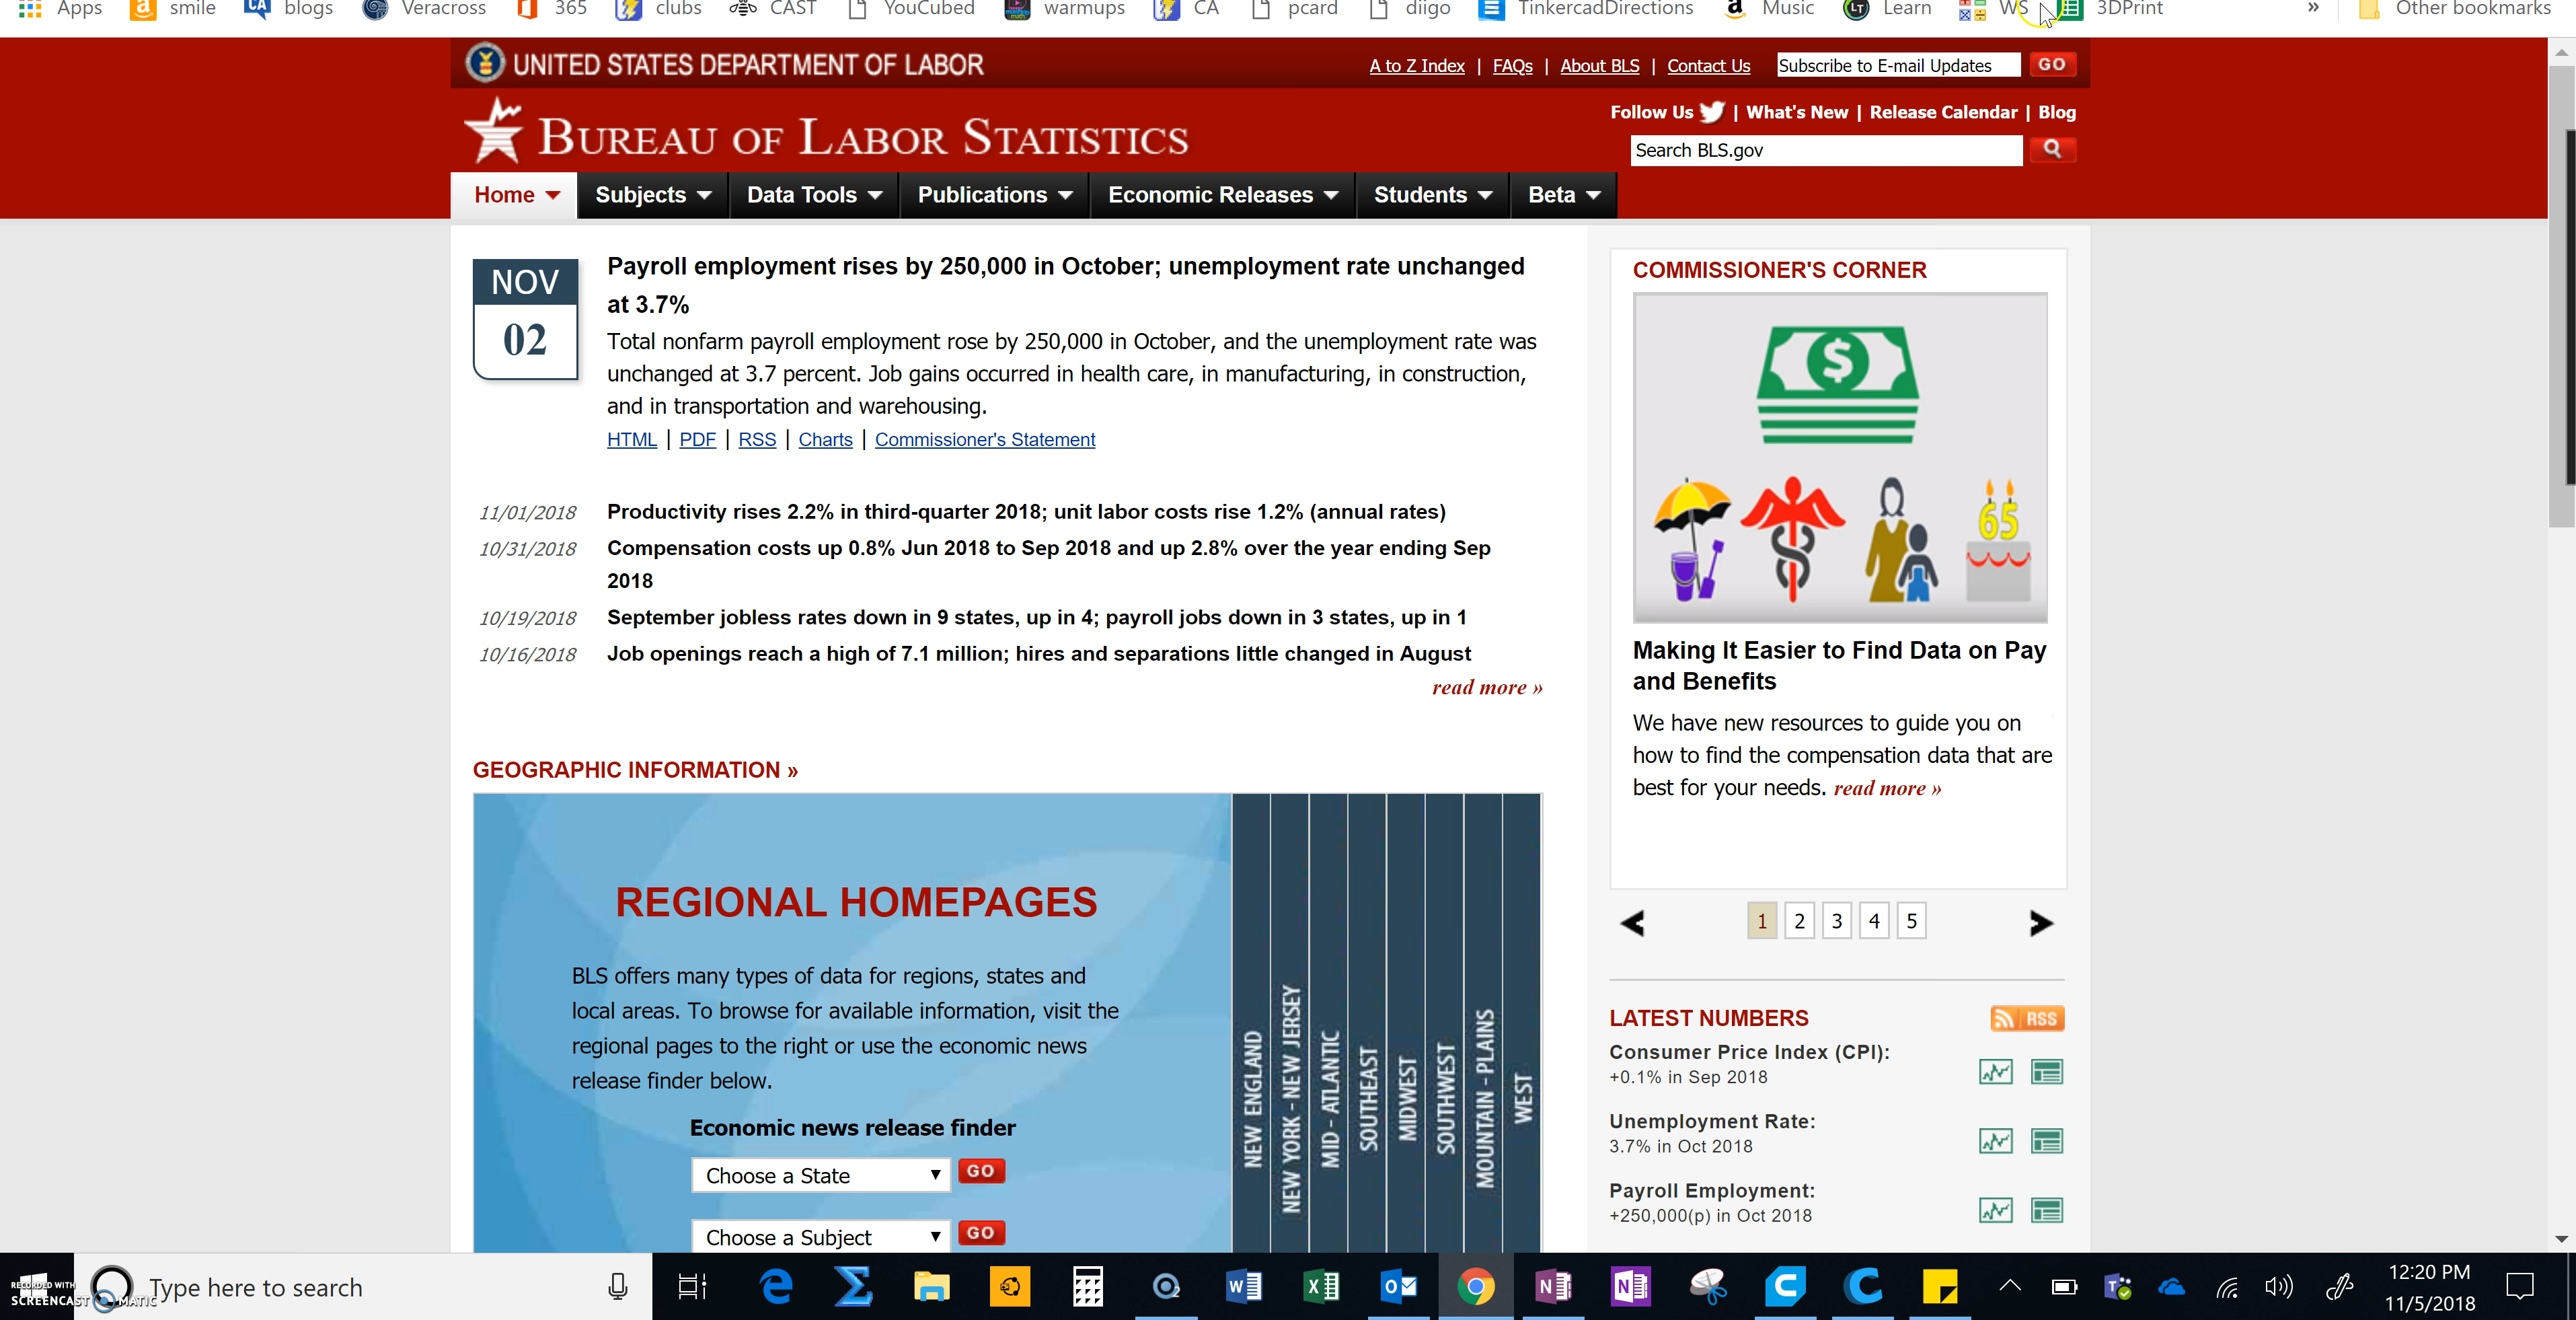 Apps smile CA blogs Veracross 365 clubs CAST YouCubed warmups CA pcard diigo TinkercadDirections Music LT Learn WS 3DPrint » Other bookmarks
UNITED STATES DEPARTMENT OF LABOR
A to Z Index | FAQs | About BLS | Contact Us Subscribe to E-mail Updates GO
BUREAU OF LABOR STATISTICS
Follow Us | What's New | Release Calendar | Blog
Search BLS.gov
Home Subjects Data Tools Publications Economic Releases Students Beta
NOV
02
Payroll employment rises by 250,000 in October; unemployment rate unchanged
at 3.7%
Total nonfarm payroll employment rose by 250,000 in October, and the unemployment rate was
unchanged at 3.7 percent. Job gains occurred in health care, in manufacturing, in construction,
and in transportation and warehousing.
HTML | PDF | RSS | Charts | Commissioner's Statement
11/01/2018 Productivity rises 2.2% in third-quarter 2018; unit labor costs rise 1.2% (annual rates)
10/31/2018 Compensation costs up 0.8% Jun 2018 to Sep 2018 and up 2.8% over the year ending Sep
2018
10/19/2018 September jobless rates down in 9 states, up in 4; payroll jobs down in 3 states, up in 1
10/16/2018 Job openings reach a high of 7.1 million; hires and separations little changed in August
read more »
GEOGRAPHIC INFORMATION »
REGIONAL HOMEPAGES
BLS offers many types of data for regions, states and
local areas. To browse for available information, visit the
regional pages to the right or use the economic news
release finder below.
Economic news release finder
Choose a State GO
Choose a Subject GO
NEW ENGLAND
NEW YORK - NEW JERSEY
MID - ATLANTIC
SOUTHEAST
MIDWEST
SOUTHWEST
MOUNTAIN - PLAINS
WEST
COMMISSIONER'S CORNER
$
65
Making It Easier to Find Data on Pay
and Benefits
We have new resources to guide you on
how to find the compensation data that are
best for your needs. read more »
1 2 3 4 5
LATEST NUMBERS RSS
Consumer Price Index (CPI):
+0.1% in Sep 2018
Unemployment Rate:
3.7% in Oct 2018
Payroll Employment:
+250,000(p) in Oct 2018
RECORDED WITH
SCREENCAST MATIC
Type here to search
12:20 PM
11/5/2018